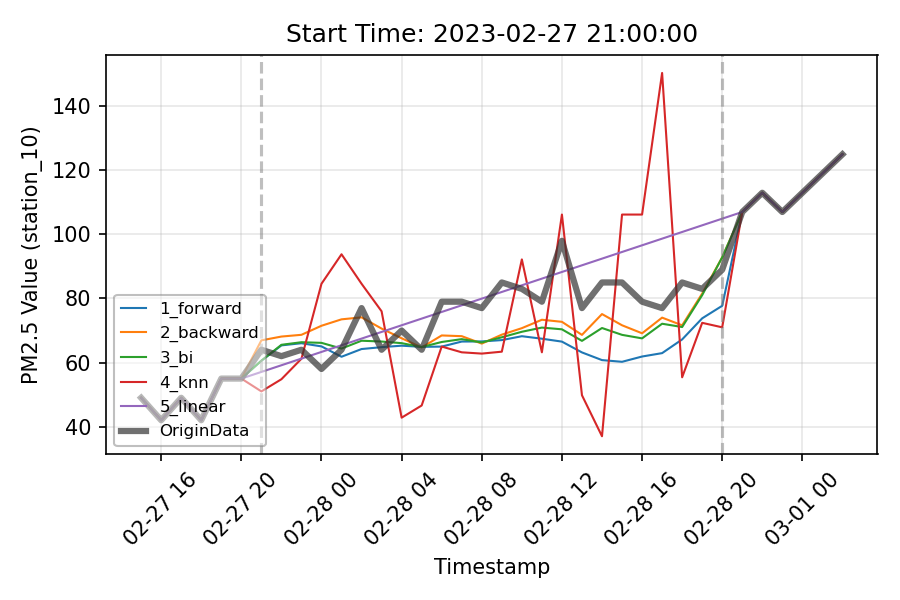 Start Time: 2023-02-27 21:00:00
PM2.5 Value (station_10)
140
120
100
80
60
40
1_forward
2_backward
3_bi
4_knn
5_linear
OriginData
02-27 16
02-27 20
02-28 00
02-28 04
02-28 08
02-28 12
02-28 16
02-28 20
03-01 00
Timestamp